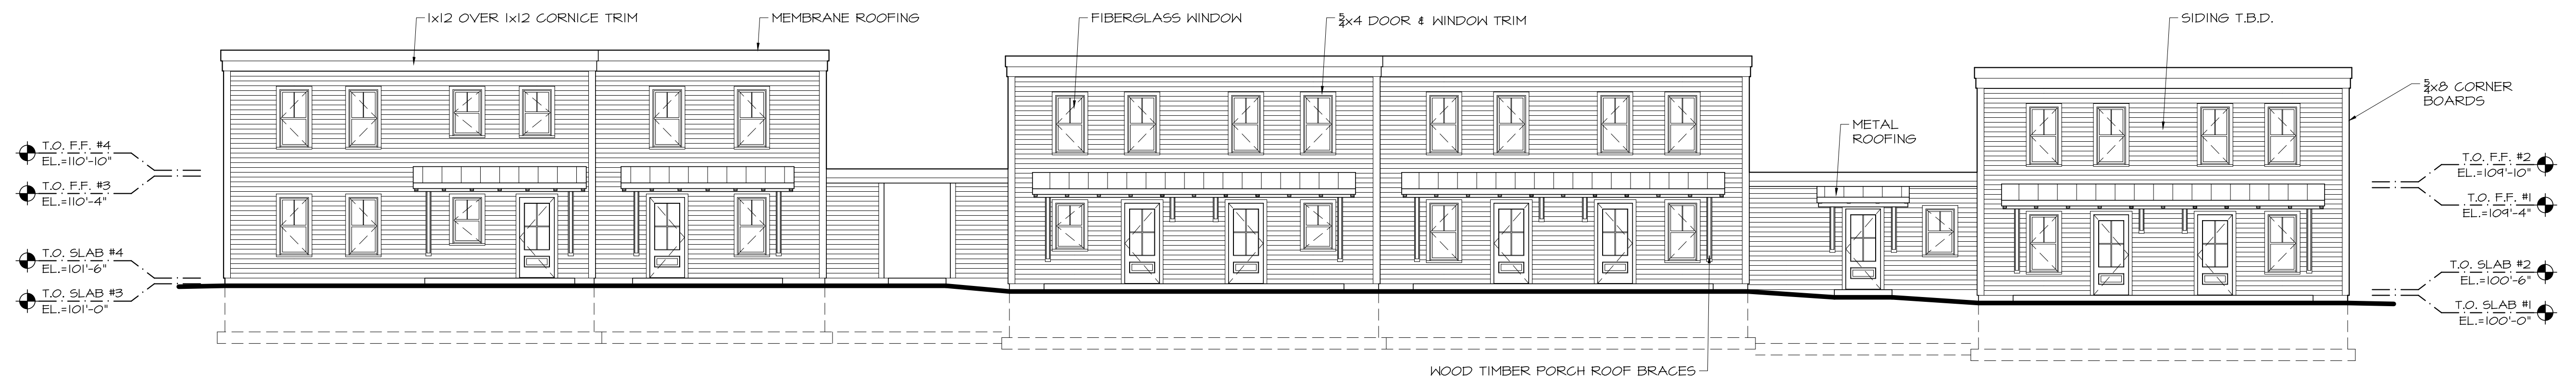 1x12 OVER 1x12 CORNICE TRIM
MEMBRANE ROOFING
FIBERGLASS WINDOW
5/4x4 DOOR & WINDOW TRIM
SIDING T.B.D.
5/4x8 CORNER
BOARDS
METAL
ROOFING
T.O. F.F. #4
EL.=110'-10"
T.O. F.F. #3
EL.=110'-4"
T.O. SLAB #4
EL.=101'-6"
T.O. SLAB #3
EL.=101'-0"
T.O. F.F. #2
EL.=109'-10"
T.O. F.F. #1
EL.=109'-4"
T.O. SLAB #2
EL.=100'-6"
T.O. SLAB #1
EL.=100'-0"
WOOD TIMBER PORCH ROOF BRACES